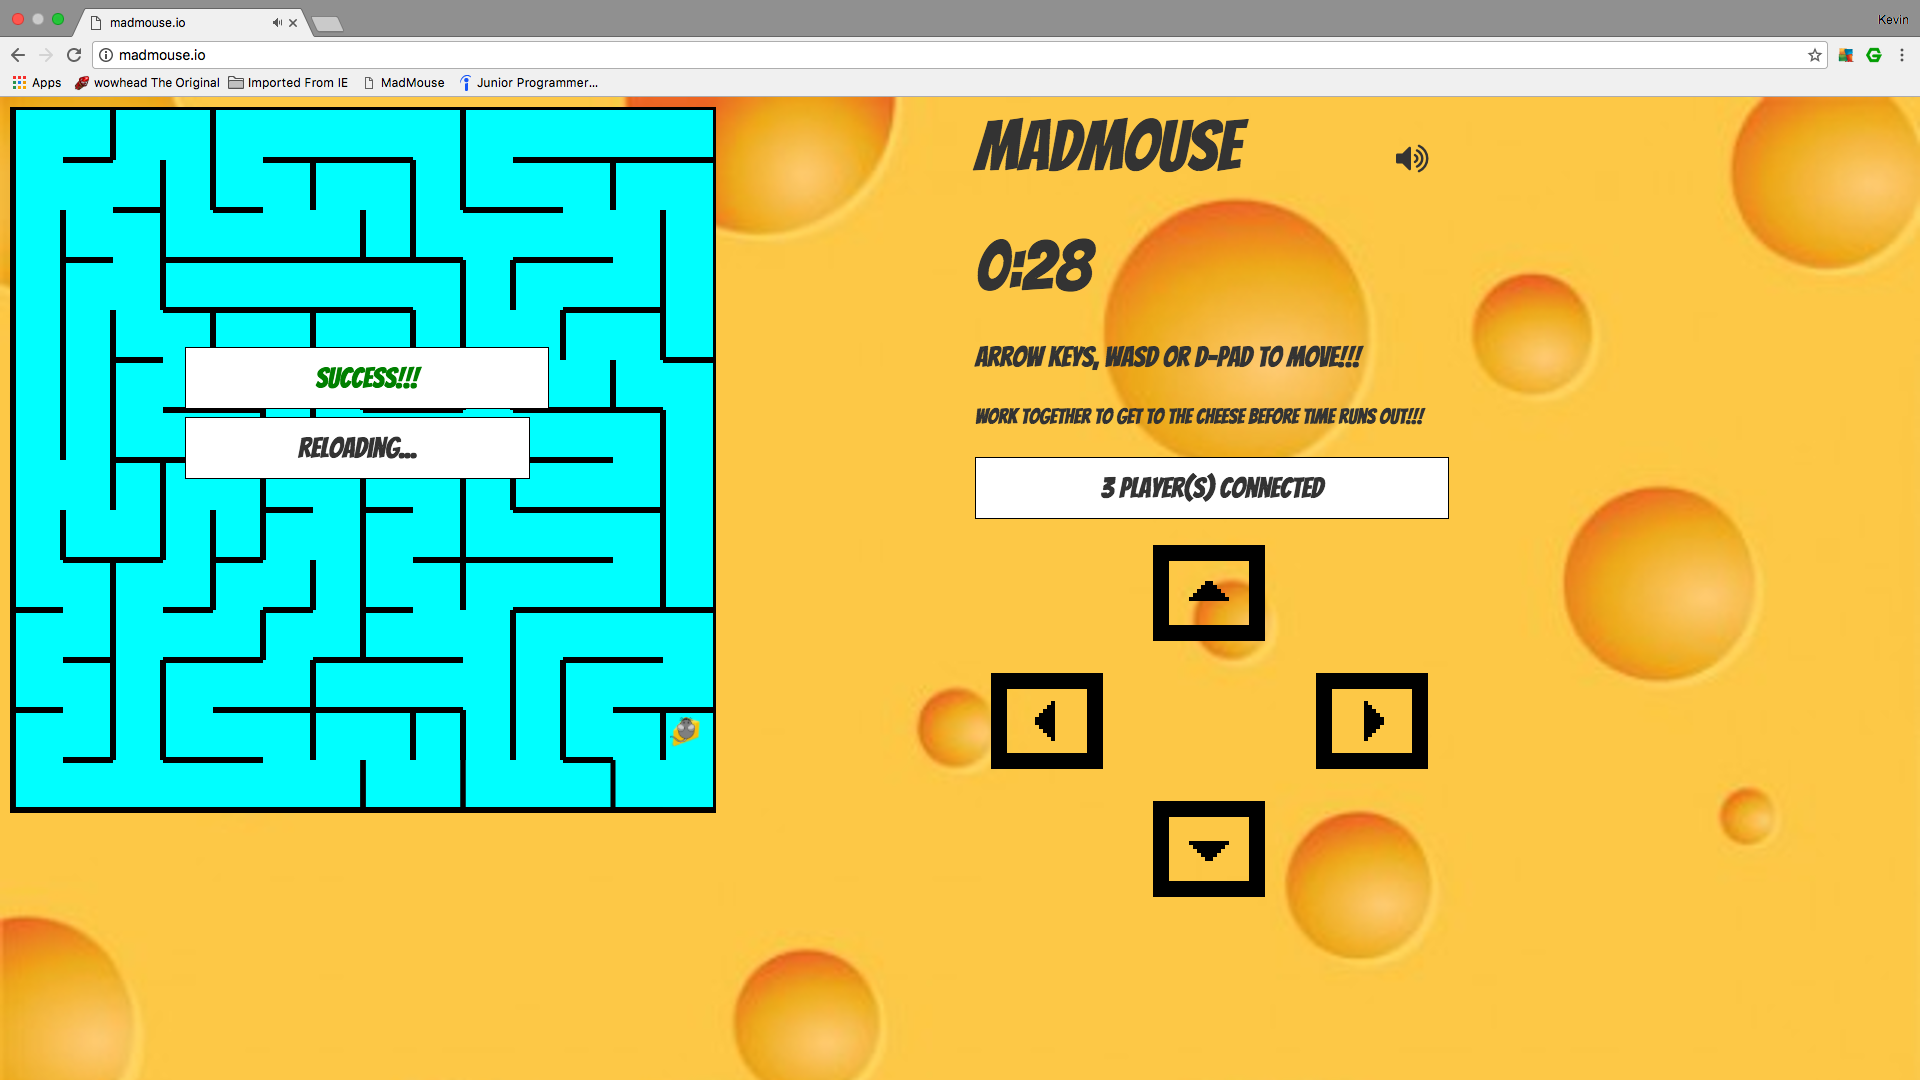 madmouse.io
Kevin
madmouse.io
Apps wowhead The Original Imported From IE MadMouse Junior Programmer...
MADMOUSE
0:28
ARROW KEYS, WASD OR D-PAD TO MOVE!!!
SUCCESS!!!
WORK TOGETHER TO GET TO THE CHEESE BEFORE TIME RUNS OUT!!!
RELOADING...
3 PLAYER(S) CONNECTED